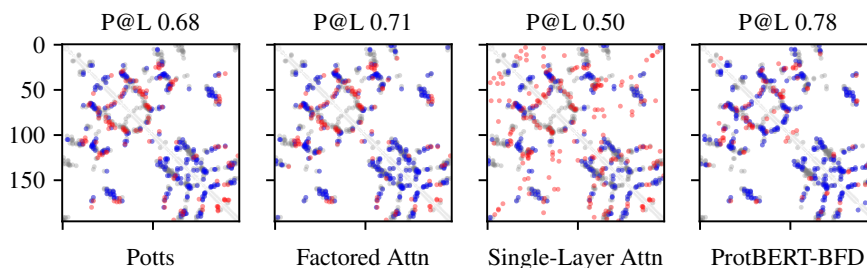 P@L 0.68 P@L 0.71 P@L 0.50 P@L 0.78
0
50
100
150
Potts Factored Attn Single-Layer Attn ProtBERT-BFD